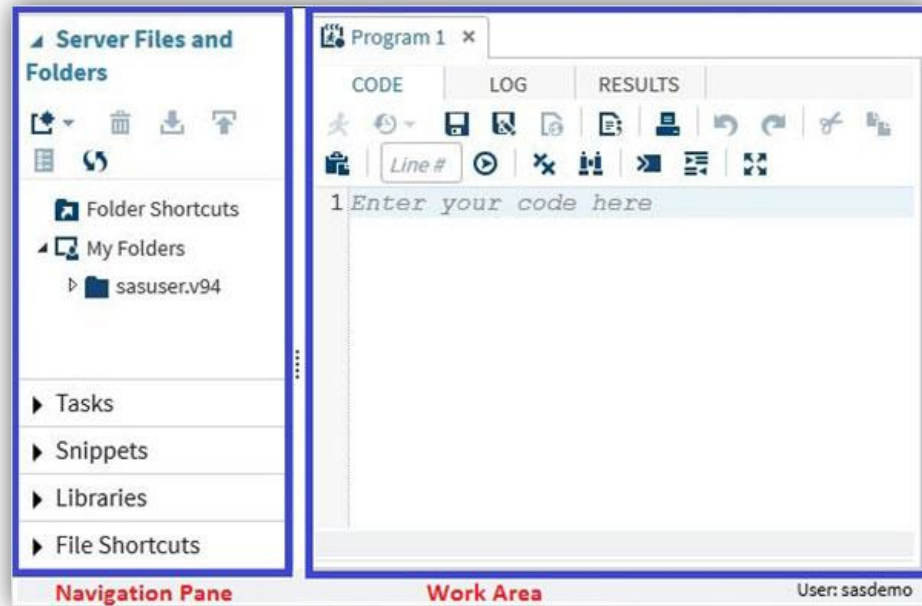 Server Files and
Folders
Folder Shortcuts
My Folders
sasuser.v94
Tasks
Snippets
Libraries
File Shortcuts
Navigation Pane
Program 1
CODE LOG RESULTS
Line #
1 Enter your code here
Work Area
User: sasdemo